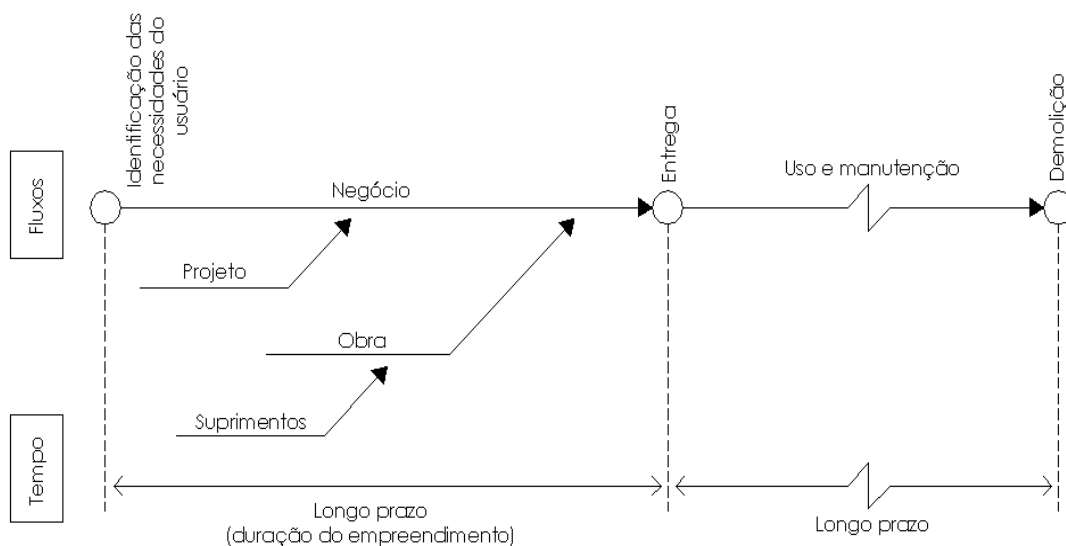 Identificação das
necessidades do
usuário
Entrega
Demolição
Fluxos
Negócio
Uso e manutenção
Projeto
Obra
Suprimentos
Tempo
Longo prazo
(duração do empreendimento)
Longo prazo